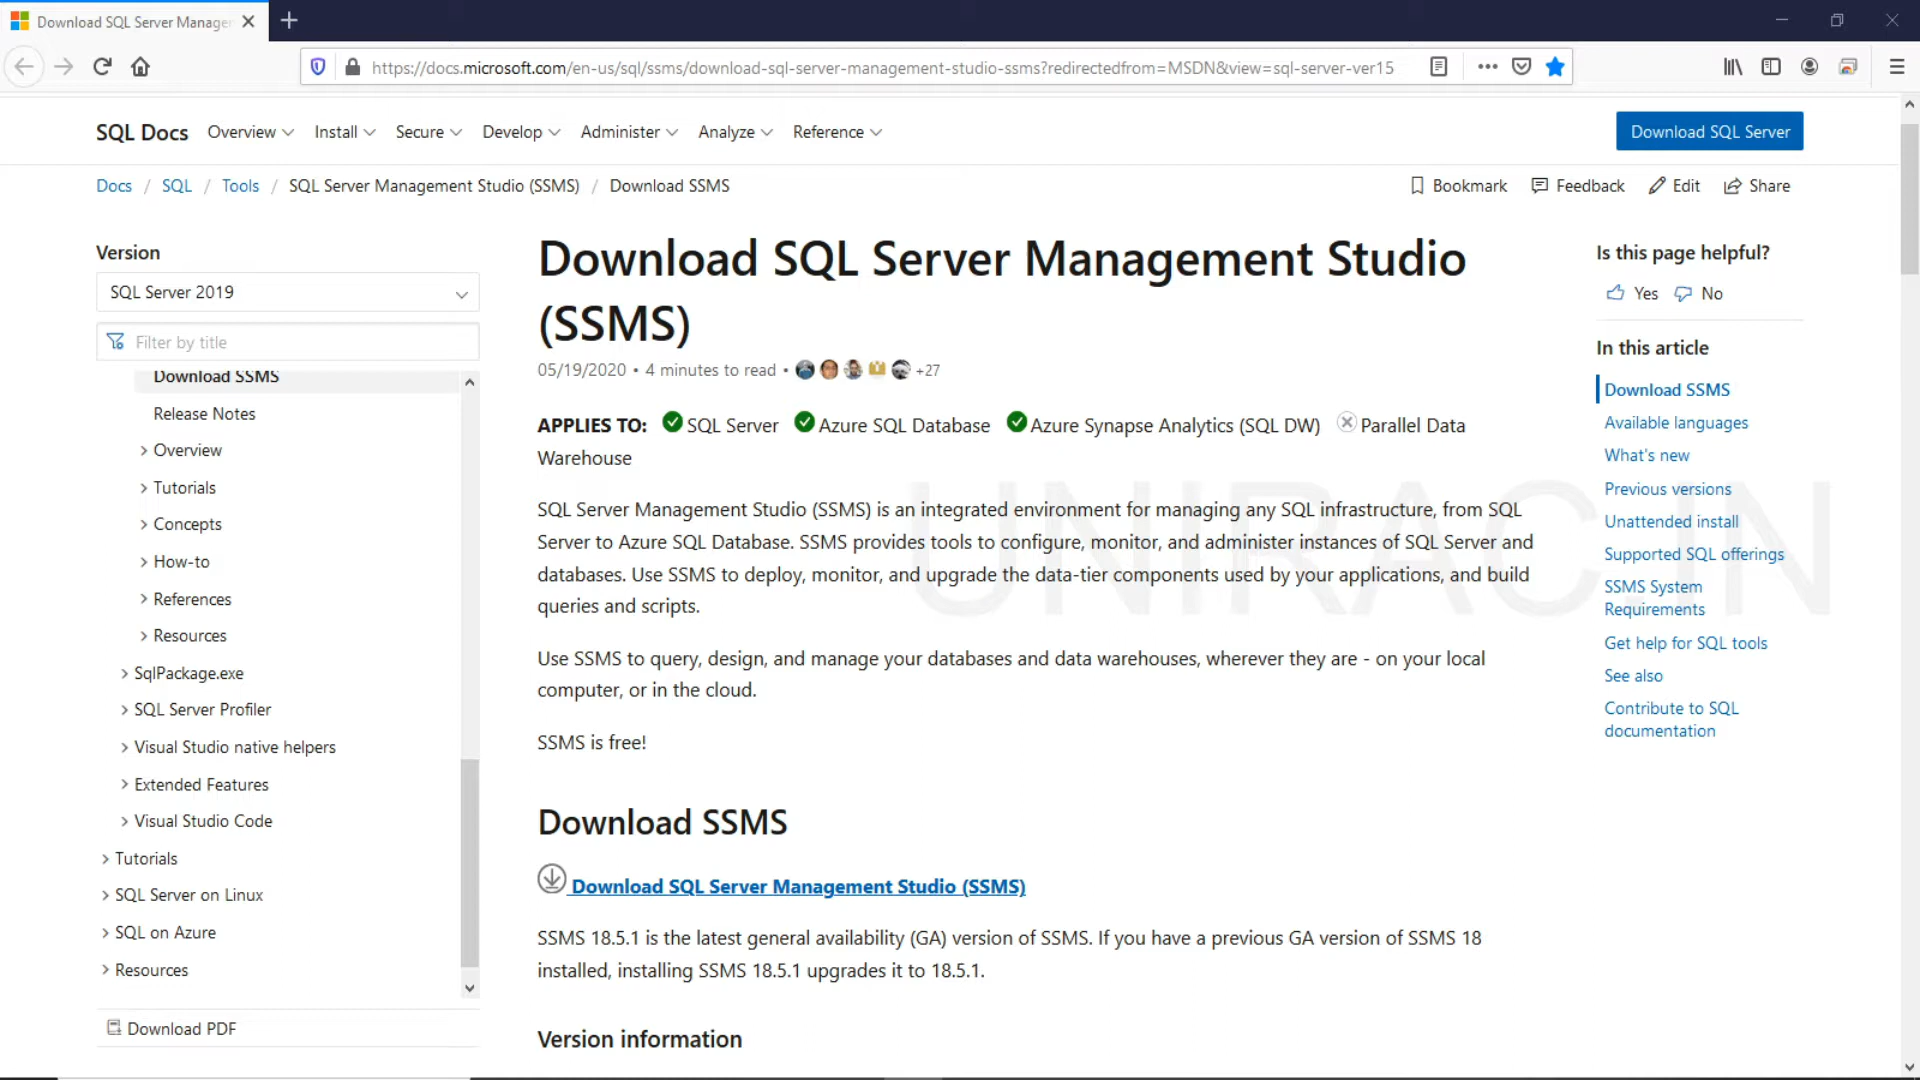 Download SQL Server Manage
https://docs.microsoft.com/en-us/sql/ssms/download-sql-server-management-studio-ssms?redirectedfrom=MSDN&view=sql-server-ver15
SQL Docs Overview Install Secure Develop Administer Analyze Reference
Download SQL Server
Docs / SQL / Tools / SQL Server Management Studio (SSMS) / Download SSMS
Bookmark Feedback Edit Share
Version
SQL Server 2019
Filter by title
Download SSMS
Release Notes
Overview
Tutorials
Concepts
How-to
References
Resources
SqlPackage.exe
SQL Server Profiler
Visual Studio native helpers
Extended Features
Visual Studio Code
Tutorials
SQL Server on Linux
SQL on Azure
Resources
Download PDF
Download SQL Server Management Studio
(SSMS)
05/19/2020 • 4 minutes to read • +27
APPLIES TO: SQL Server Azure SQL Database Azure Synapse Analytics (SQL DW) Parallel Data
Warehouse
SQL Server Management Studio (SSMS) is an integrated environment for managing any SQL infrastructure, from SQL
Server to Azure SQL Database. SSMS provides tools to configure, monitor, and administer instances of SQL Server and
databases. Use SSMS to deploy, monitor, and upgrade the data-tier components used by your applications, and build
queries and scripts.
Use SSMS to query, design, and manage your databases and data warehouses, wherever they are - on your local
computer, or in the cloud.
SSMS is free!
Download SSMS
Download SQL Server Management Studio (SSMS)
SSMS 18.5.1 is the latest general availability (GA) version of SSMS. If you have a previous GA version of SSMS 18
installed, installing SSMS 18.5.1 upgrades it to 18.5.1.
Version information
Is this page helpful?
Yes No
In this article
Download SSMS
Available languages
What's new
Previous versions
Unattended install
Supported SQL offerings
SSMS System
Requirements
Get help for SQL tools
See also
Contribute to SQL
documentation
UNIRAC.IN